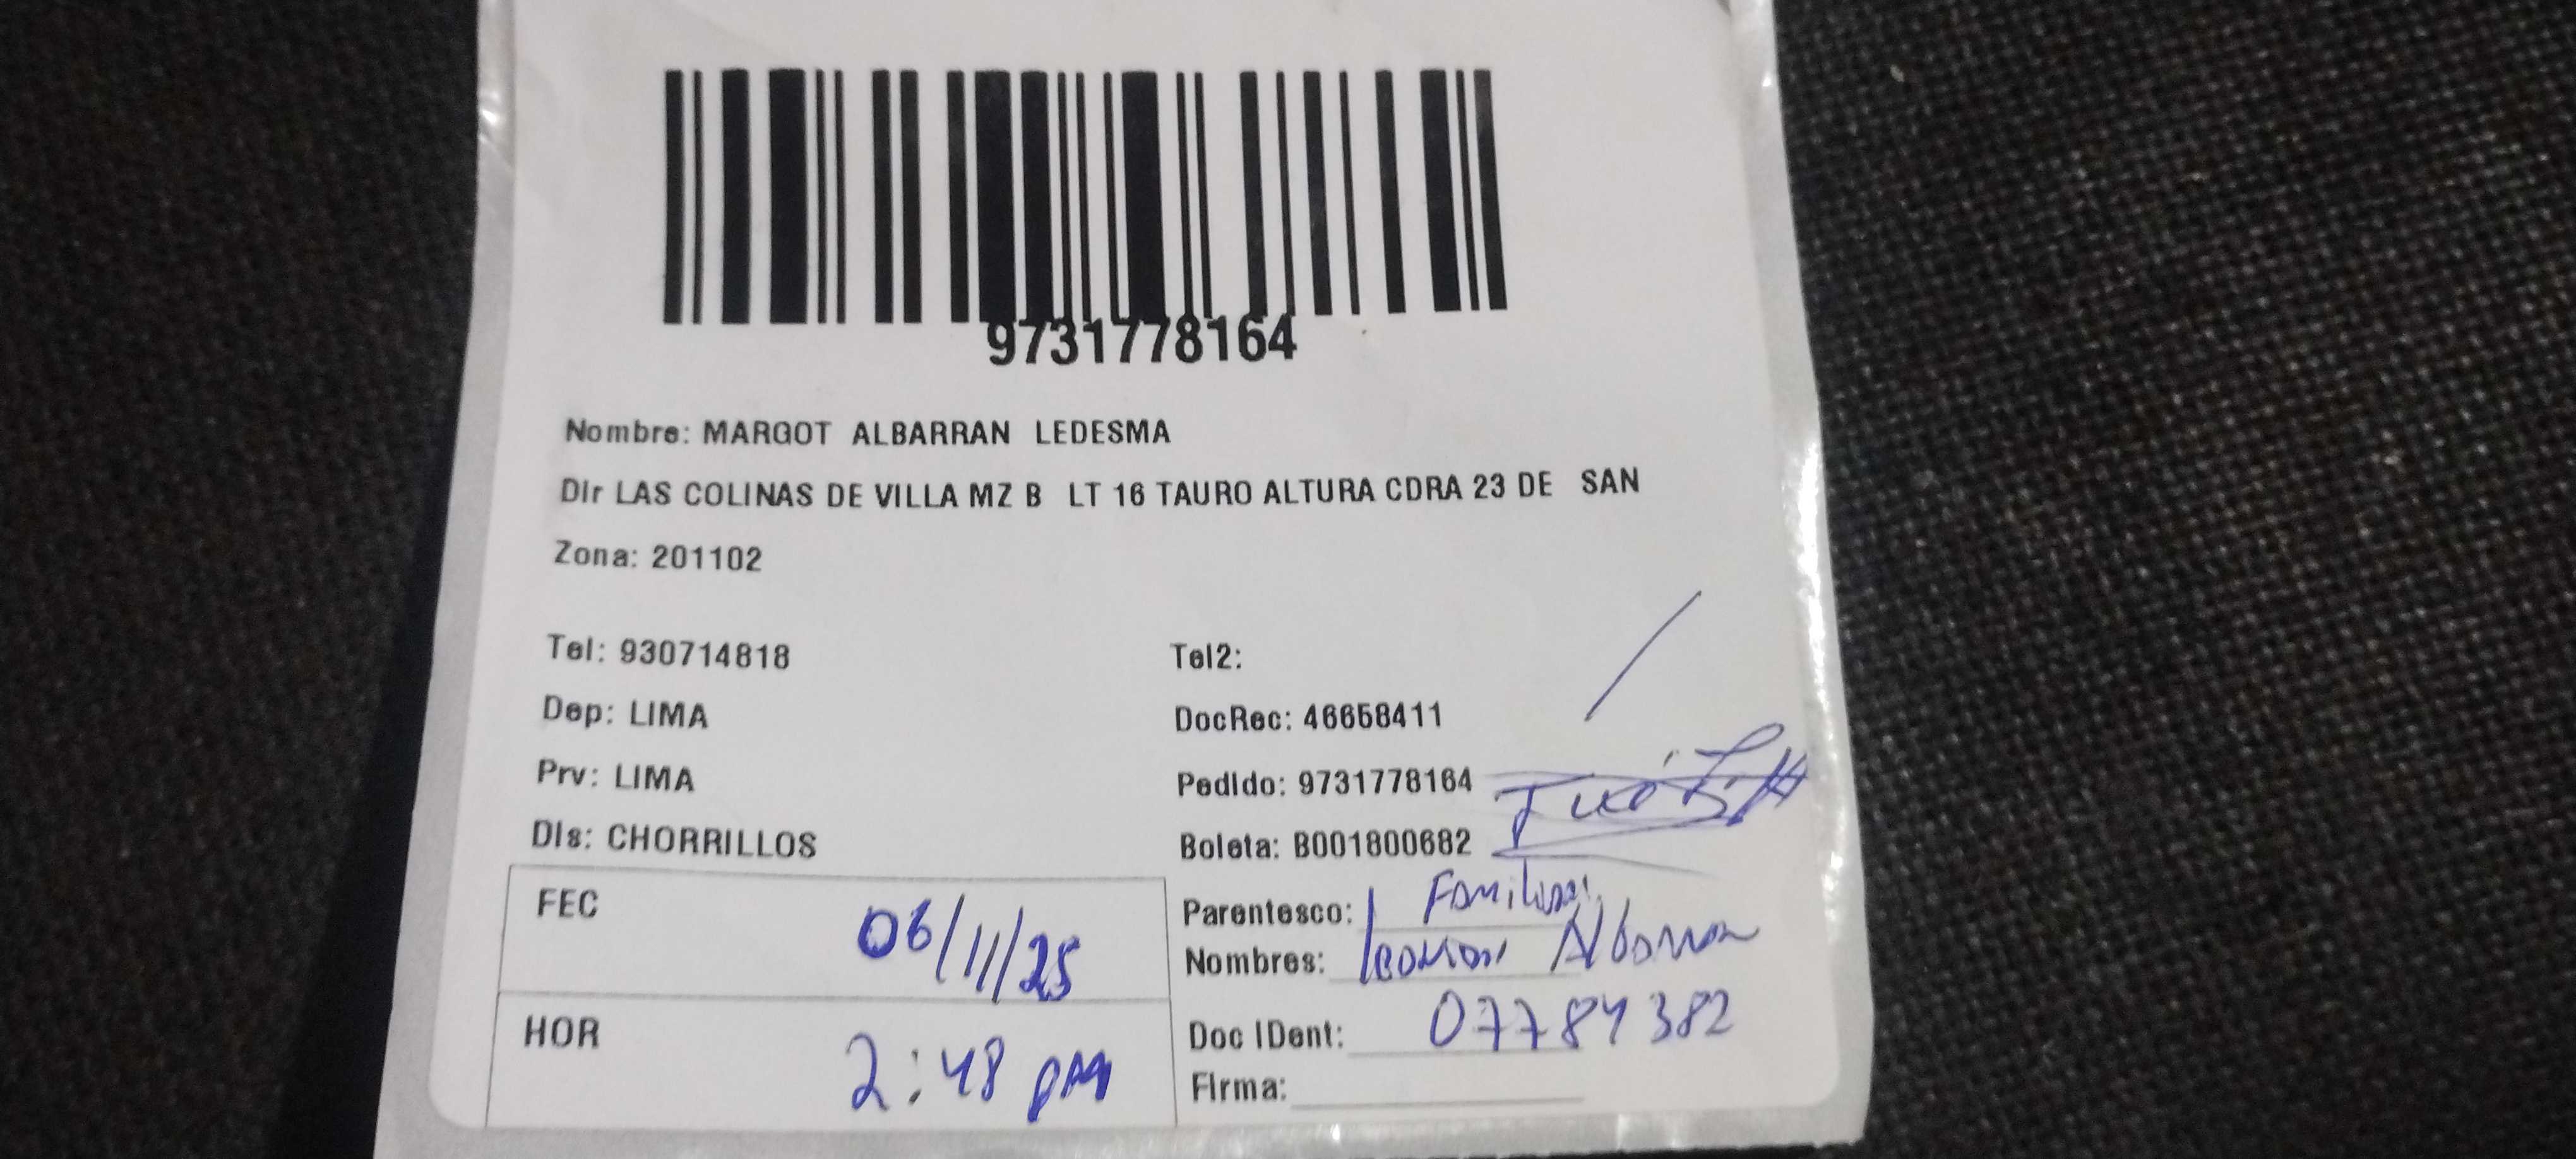 9731778164
Nombre: MARGOT ALBARRAN LEDESMA
Dir LAS COLINAS DE VILLA MZ B LT 16 TAURO ALTURA CDRA 23 DE SAN
Zona: 201102
Tel: 930714818 Tel2:
Dep: LIMA DocRec: 46658411
Prv: LIMA Pedido: 9731778164
Dis: CHORRILLOS Boleta: B001800682
FEC 06/11/25 Parentesco: Familiar
Nombres: Albarran
HOR 2:48 PM Doc IDent: 07784382
Firma: